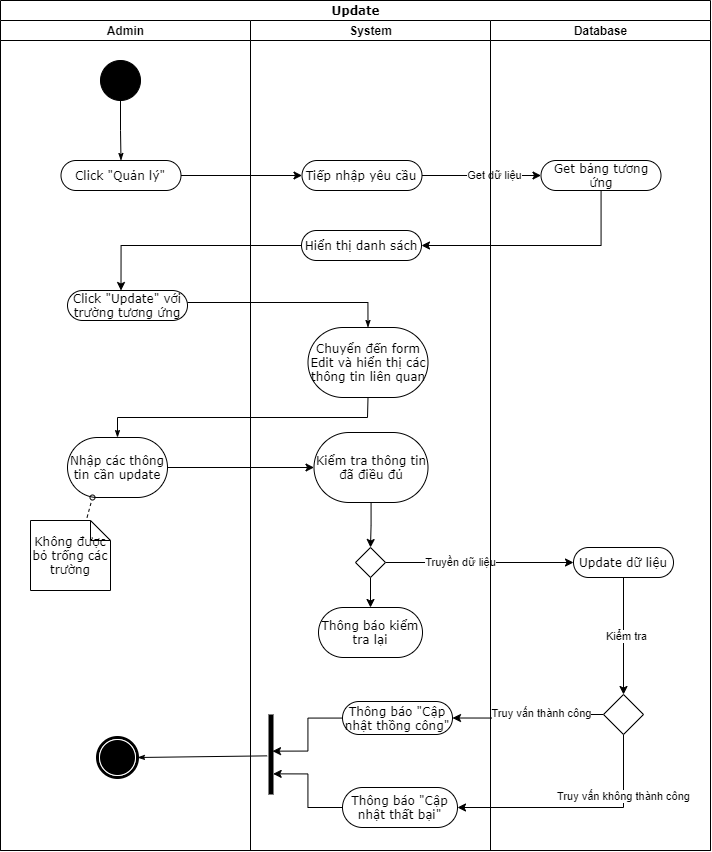 Update
Admin
System
Database
Click "Quản lý"
Tiếp nhập yêu cầu
Get dữ liệu
Get bảng tương
ứng
Hiển thị danh sách
Click "Update" với
trường tương ứng
Chuyển đến form
Edit và hiển thị các
thông tin liên quan
Nhập các thông
tin cần update
Kiểm tra thông tin
đã điều đủ
Không được
bỏ trống các
trường
Truyền dữ liệu
Update dữ liệu
Thông báo kiểm
tra lại
Kiểm tra
Thông báo "Cập
nhật thồng công"
Truy vấn thành công
Thông báo "Cập
nhật thất bại"
Truy vấn không thành công